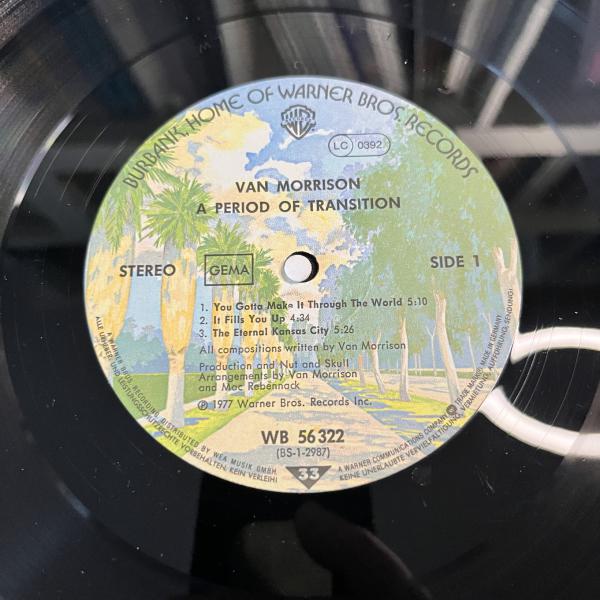 BURBANK, HOME OF WARNER BROS. RECORDS
LC 0392
VAN MORRISON
A PERIOD OF TRANSITION
STEREO
GEMA
SIDE 1
1. You Gotta Make It Through The World 5:10
2. It Fills You Up 4:34
3. The Eternal Kansas City 5:26
All compositions written by Van Morrison
Production and Nut and Skull
Arrangements by Van Morrison
and Mac Rebennack
℗ 1977 Warner Bros. Records Inc.
WB 56322
(BS-1-2987)
33
A WARNER BROS. RECORDING, DISTRIBUTED BY WEA MUSIK GMBH.
ALLE URHEBER- UND LEISTUNGSSCHUTZRECHTE VORBEHALTEN. KEIN VERLEIH!
A WARNER COMMUNICATIONS COMPANY TRADE MARKS MADE IN GERMANY
KEINE UNERLAUBTE VERVIELFÄLTIGUNG, VERMIETUNG, AUFFÜHRUNG, SENDUNG!